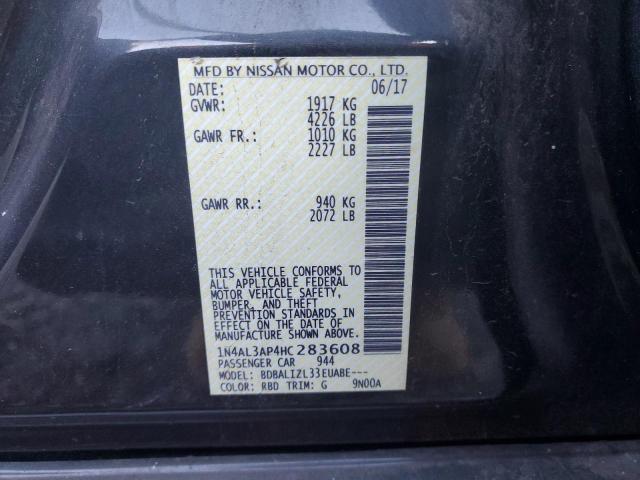 MFD BY NISSAN MOTOR CO., LTD.
DATE: 06/17
GVWR: 1917 KG
4226 LB
GAWR FR.: 1010 KG
2227 LB
GAWR RR.: 940 KG
2072 LB
THIS VEHICLE CONFORMS TO
ALL APPLICABLE FEDERAL
MOTOR VEHICLE SAFETY,
BUMPER, AND THEFT
PREVENTION STANDARDS
IN EFFECT ON THE DATE OF
MANUFACTURE SHOWN ABOVE.
1N4AL3AP4HC283608
PASSENGER CAR 944
MODEL: BDBALIZL33EUABE---
COLOR: RBD TRIM: G 9N00A